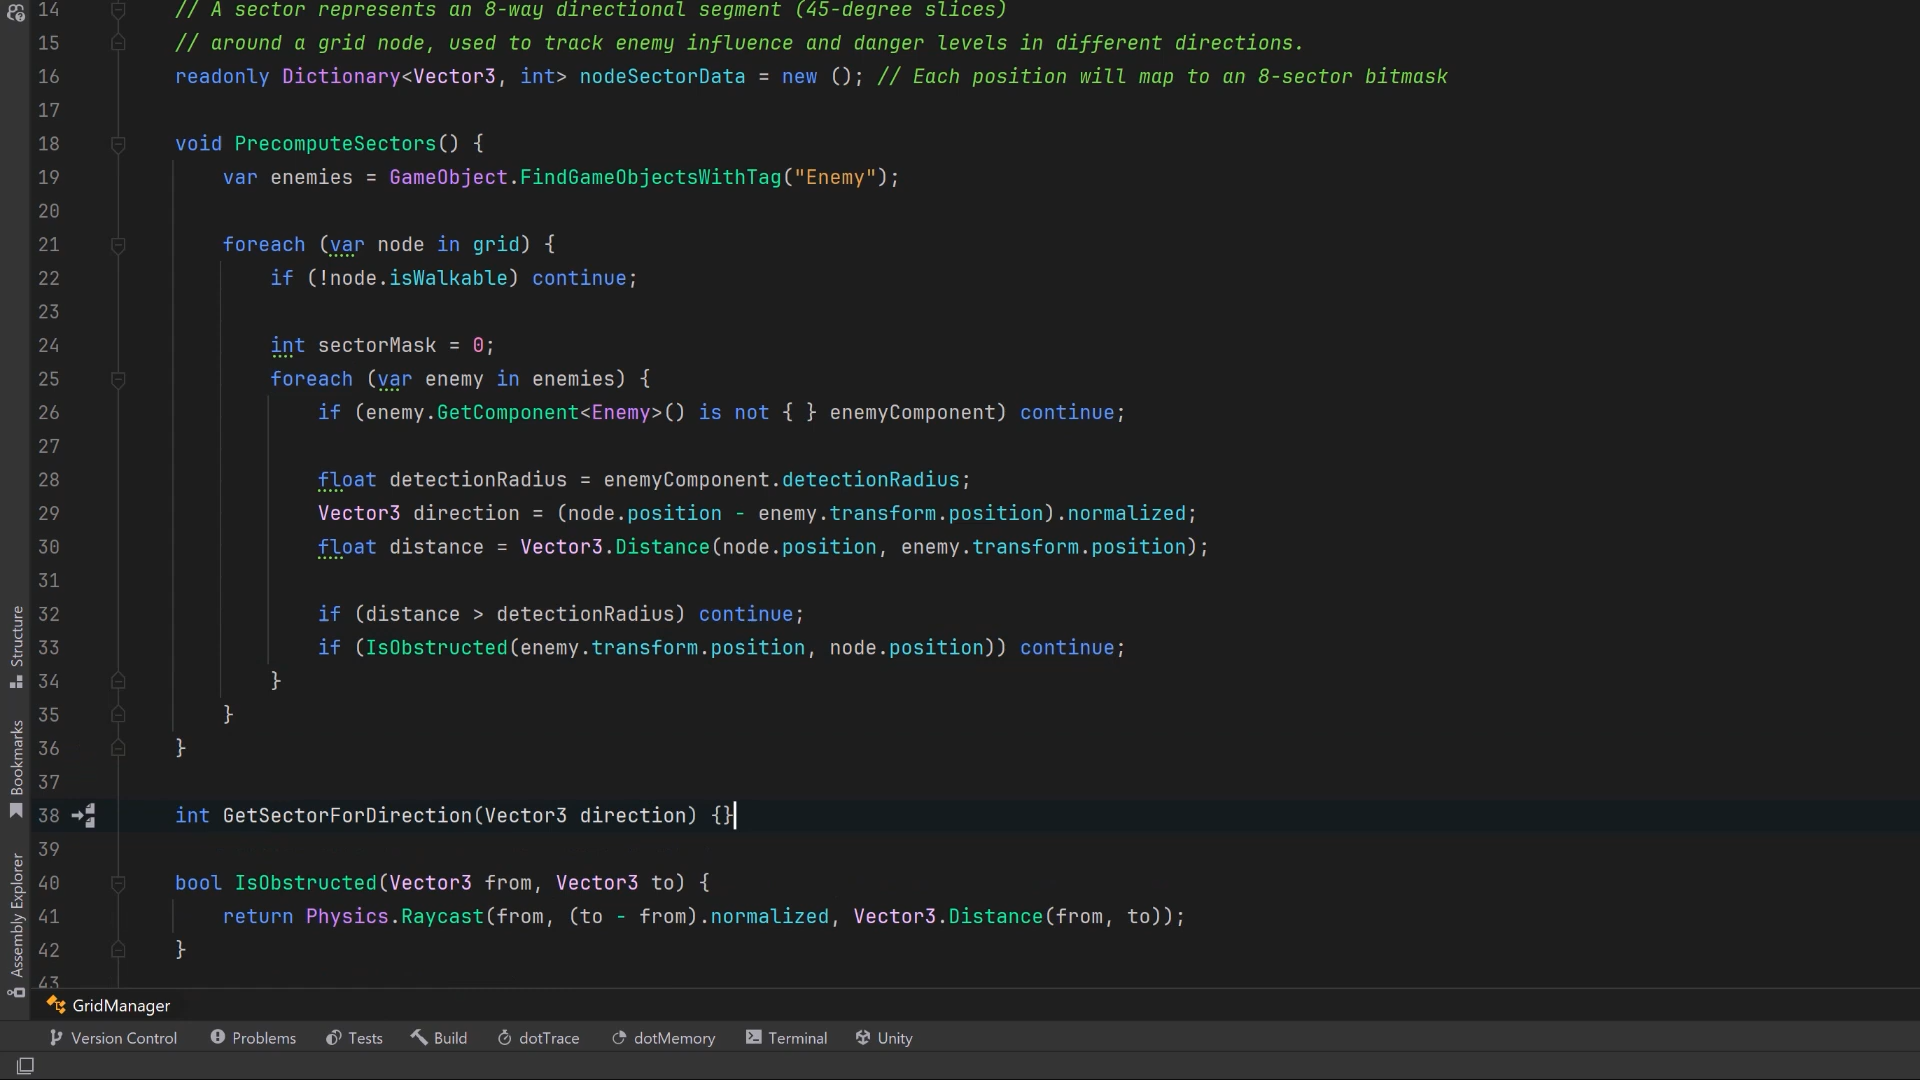 14 // A sector represents an 8-way directional segment (45-degree slices)
15 // around a grid node, used to track enemy influence and danger levels in different directions.
16 readonly Dictionary<Vector3, int> nodeSectorData = new (); // Each position will map to an 8-sector bitmask
17
18 void PrecomputeSectors() {
19 var enemies = GameObject.FindGameObjectsWithTag("Enemy");
20
21 foreach (var node in grid) {
22 if (!node.isWalkable) continue;
23
24 int sectorMask = 0;
25 foreach (var enemy in enemies) {
26 if (enemy.GetComponent<Enemy>() is not { } enemyComponent) continue;
27
28 float detectionRadius = enemyComponent.detectionRadius;
29 Vector3 direction = (node.position - enemy.transform.position).normalized;
30 float distance = Vector3.Distance(node.position, enemy.transform.position);
31
32 if (distance > detectionRadius) continue;
33 if (IsObstructed(enemy.transform.position, node.position)) continue;
34 }
35 }
36 }
37
38 int GetSectorForDirection(Vector3 direction) {}
39
40 bool IsObstructed(Vector3 from, Vector3 to) {
41 return Physics.Raycast(from, (to - from).normalized, Vector3.Distance(from, to));
42 }
43
Structure
Bookmarks
Assembly Explorer
GridManager
Version Control Problems Tests Build dotTrace dotMemory Terminal Unity